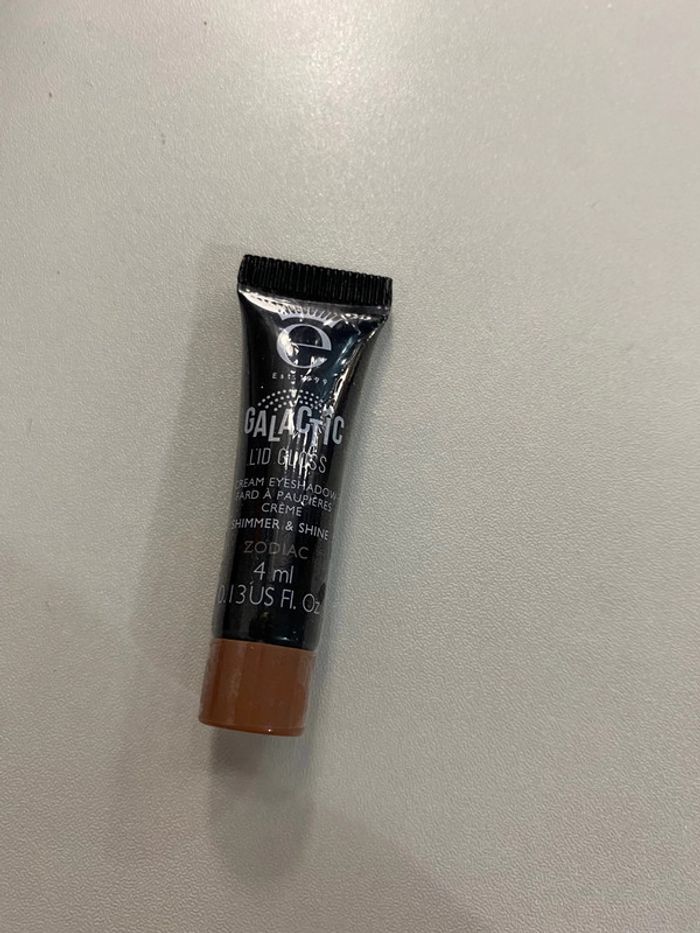 e
Est. 1999
GALACTIC
LID GLOSS
CREAM EYESHADOW
FARD À PAUPIÈRES
CRÈME
SHIMMER & SHINE
ZODIAC
4 ml
0.13 US Fl. Oz